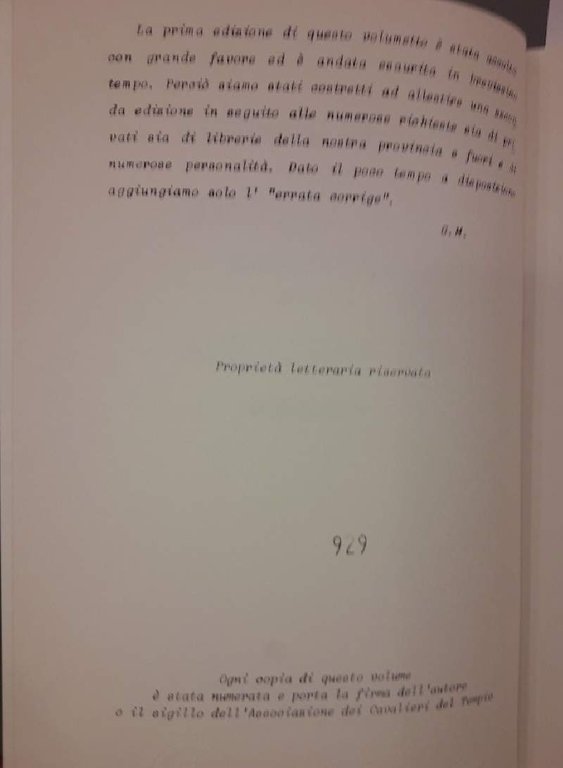 La prima edizione di questo volumetto è stata accolta
con grande favore ed è andata esaurita in brevissimo
tempo. Perciò siamo stati costretti ad allestire una secon
da edizione in seguito alle numerose richieste sia di pri
vati sia di librerie della nostra provincia e fuori e di
numerose personalità. Dato il poco tempo a disposizione
aggiungiamo solo l' "errata corrige".
G.M.
Proprietà letteraria riservata
929
Ogni copia di questo volume
è stata numerata e porta la firma dell'autore
o il sigillo dell'Associazione dei Cavalieri del Tempio